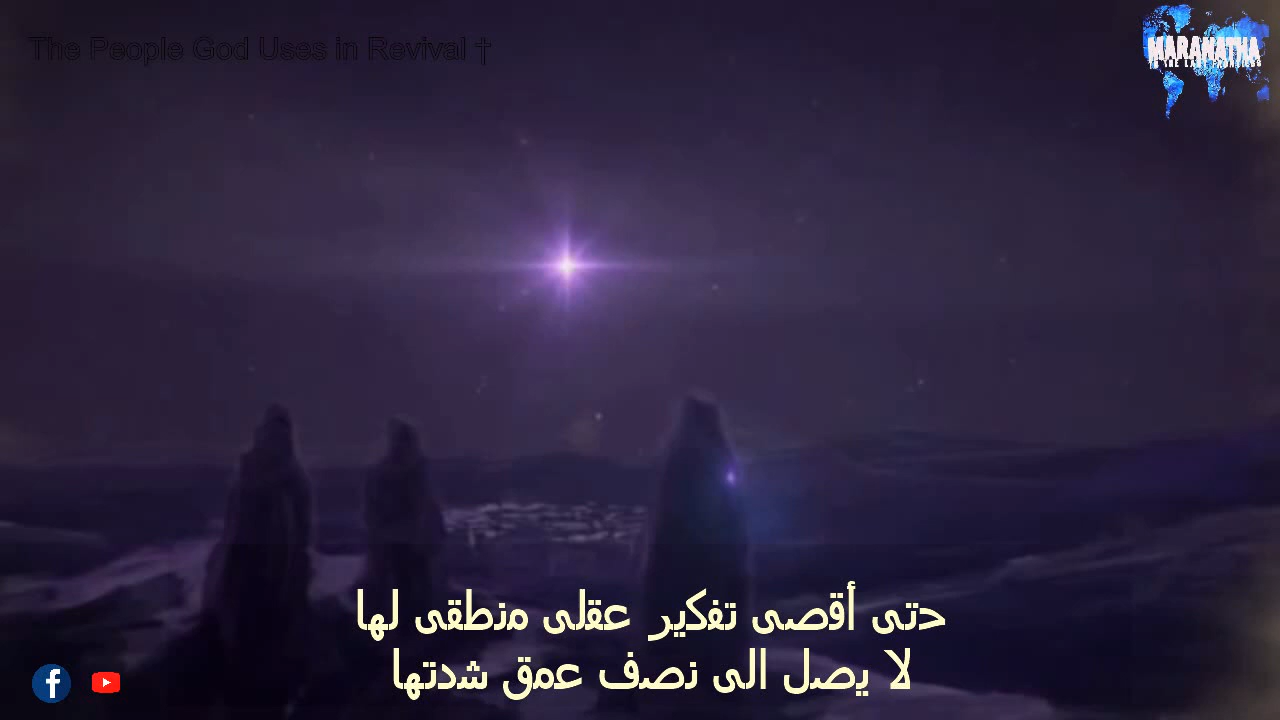 The People God Uses in Revival †
MARANATHA
حتى أقصى تفكير عقلى منطقى لها
لا يصل الى نصف عمق شدتها